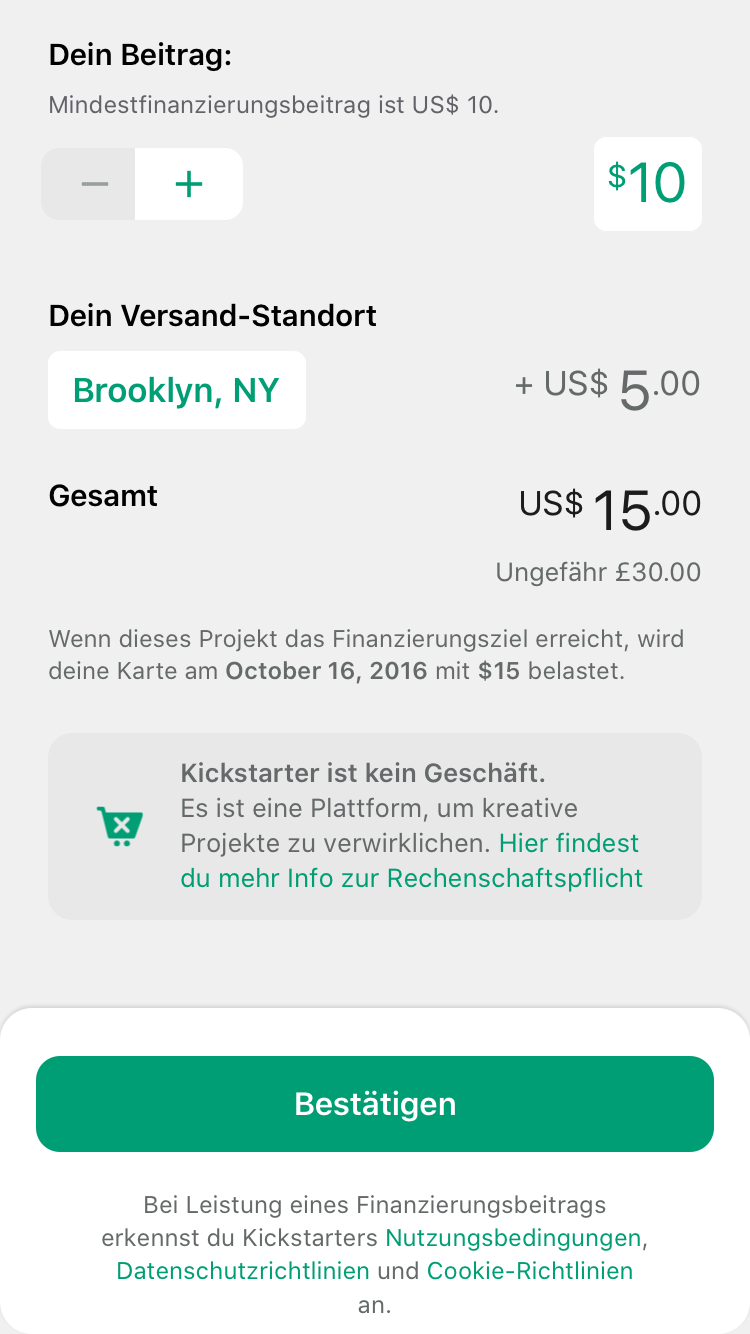 Dein Beitrag:
Mindestfinanzierungsbeitrag ist US$ 10.
− +
$10
Dein Versand-Standort
Brooklyn, NY
+ US$ 5.00
Gesamt
US$ 15.00
Ungefähr £30.00
Wenn dieses Projekt das Finanzierungsziel erreicht, wird
deine Karte am October 16, 2016 mit $15 belastet.
Kickstarter ist kein Geschäft.
Es ist eine Plattform, um kreative
Projekte zu verwirklichen. Hier findest
du mehr Info zur Rechenschaftspflicht
Bestätigen
Bei Leistung eines Finanzierungsbeitrags
erkennst du Kickstarters Nutzungsbedingungen,
Datenschutzrichtlinien und Cookie-Richtlinien
an.